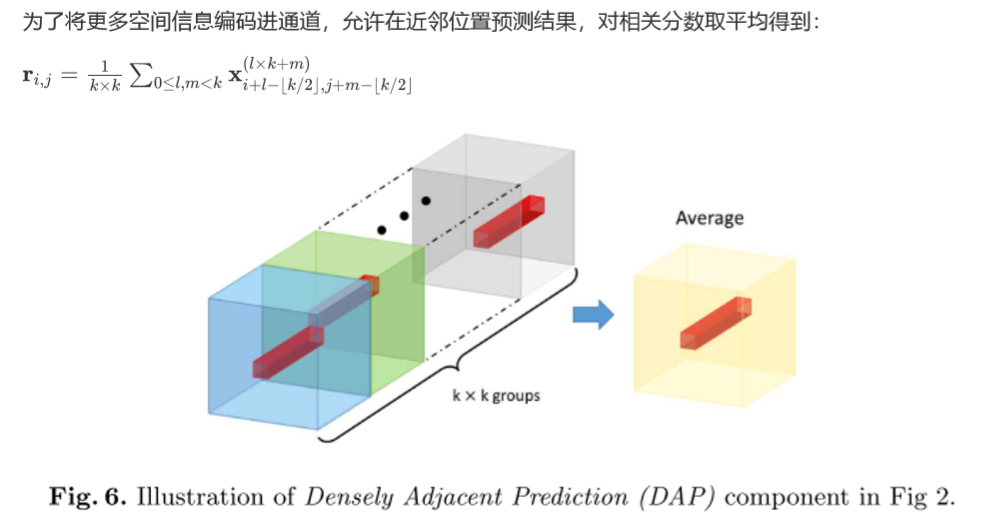 为了将更多空间信息编码进通道，允许在近邻位置预测结果，对相关分数取平均得到：
r_{i,j} = \frac{1}{k×k} ∑_{0≤l,m<k} x^{(l×k+m)}_{i+l−⌊k/2⌋,j+m−⌊k/2⌋}
Average
k × k groups
Fig. 6. Illustration of Densely Adjacent Prediction (DAP) component in Fig 2.